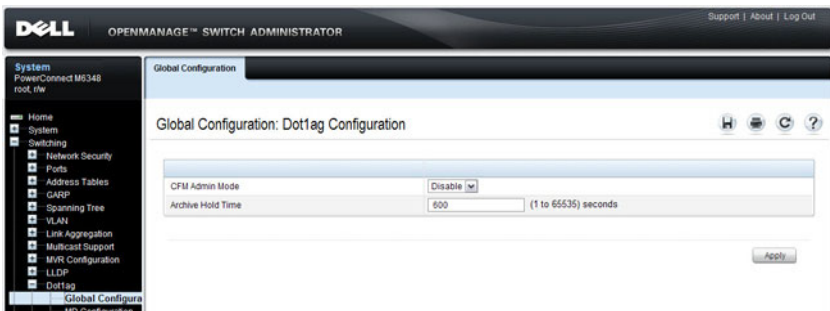 Support | About | Log Out
DELL
OPENMANAGE™ SWITCH ADMINISTRATOR
System
PowerConnect M6348
root, r/w
Global Configuration
Home
System
Switching
Network Security
Ports
Address Tables
GARP
Spanning Tree
VLAN
Link Aggregation
Multicast Support
MVR Configuration
LLDP
Dot1ag
Global Configura
MD Configuration
Global Configuration: Dot1ag Configuration
?
CFM Admin Mode
Disable
Archive Hold Time
600
(1 to 65535) seconds
Apply